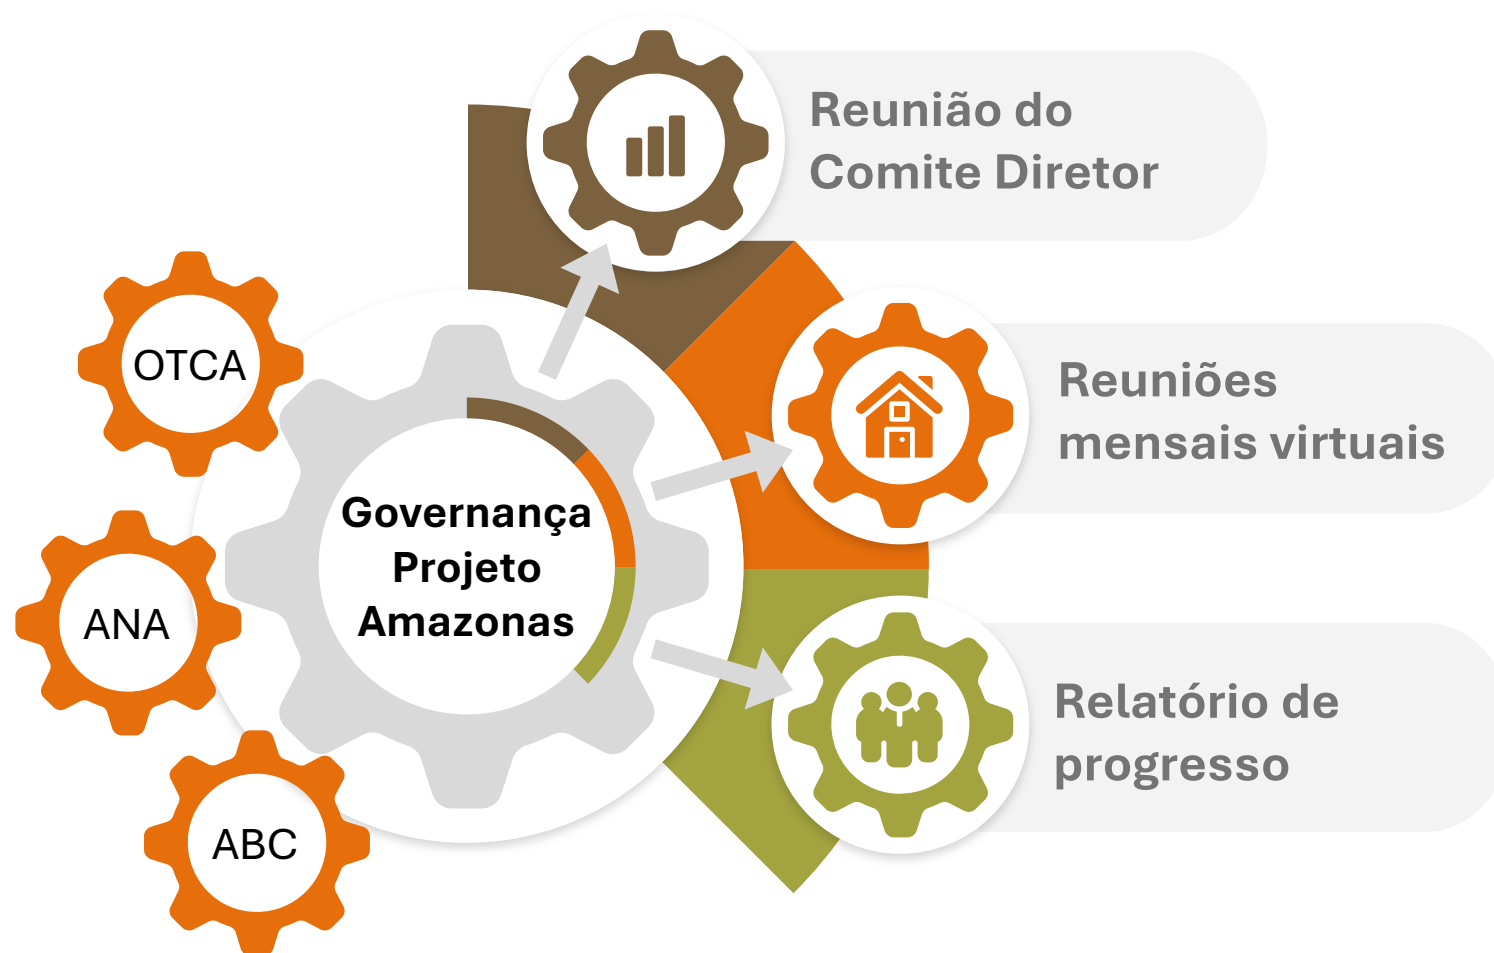 Reunião do
Comite Diretor
OTCA
Reuniões
mensais virtuais
Governança
Projeto
Amazonas
ANA
Relatório de
progresso
ABC